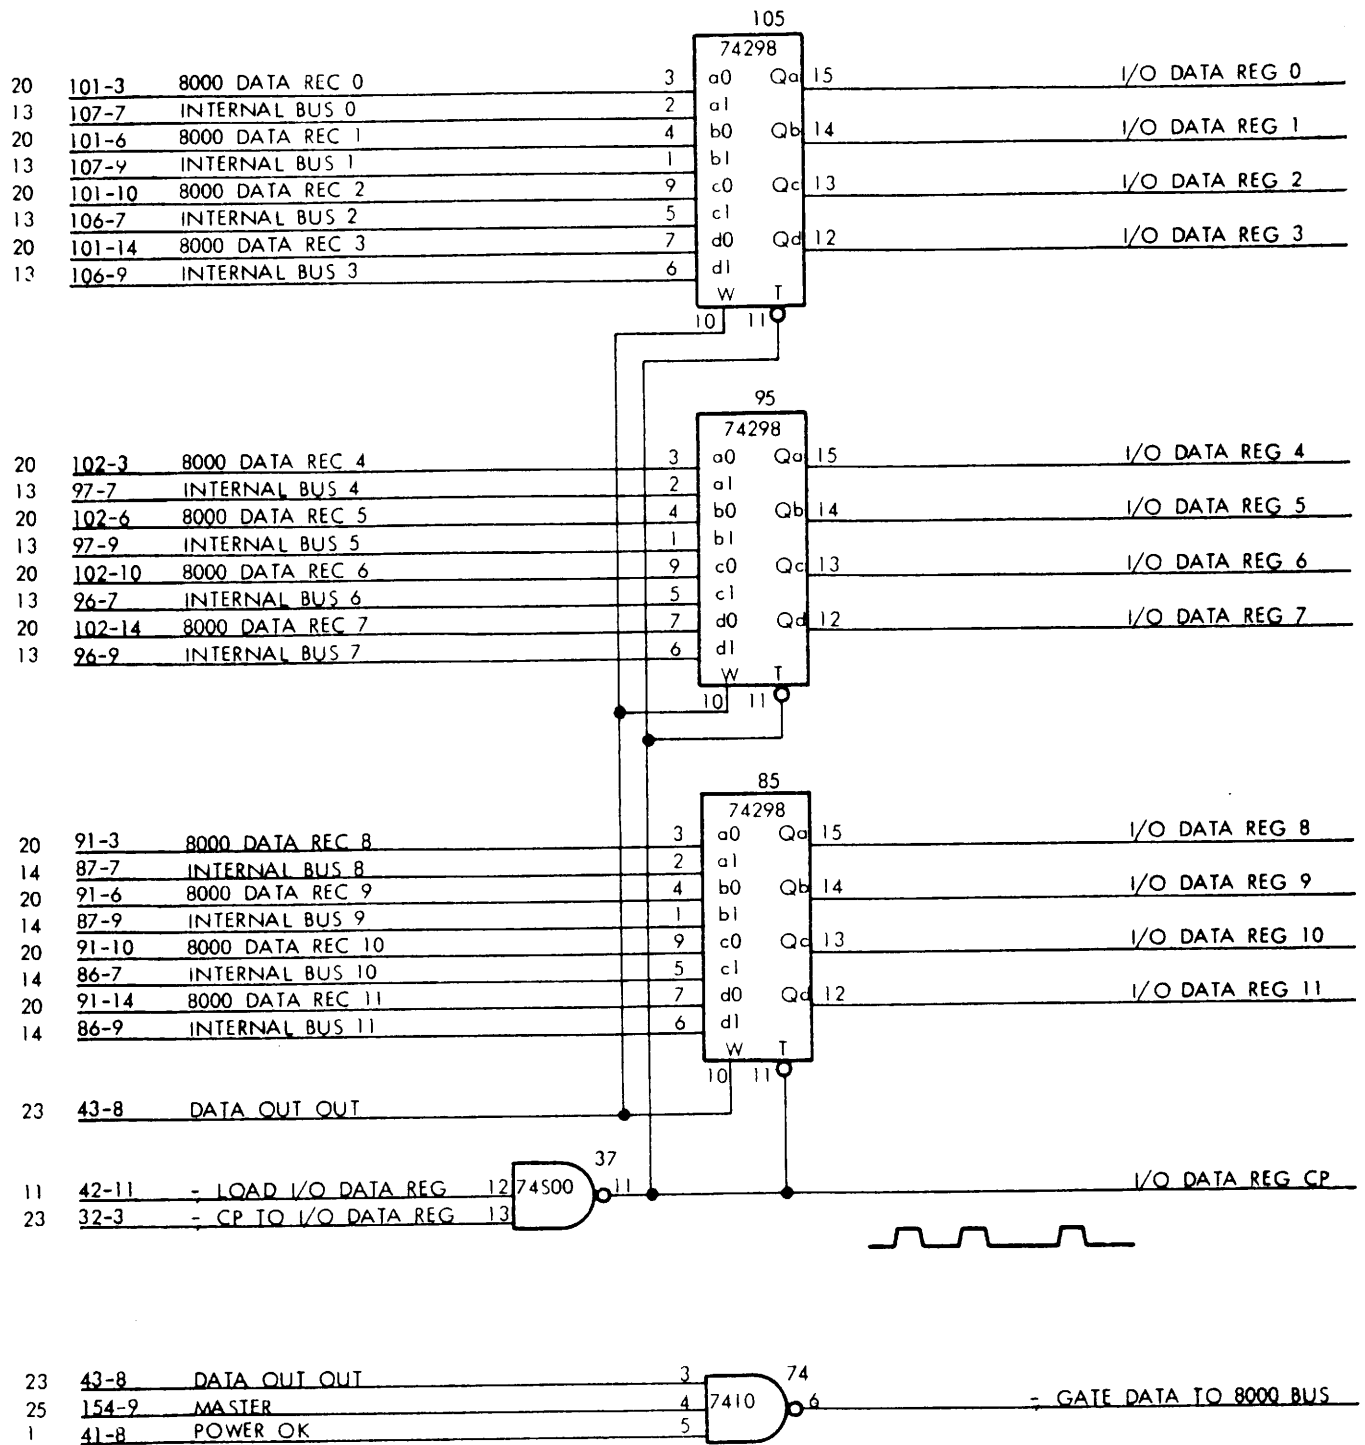 105
74298
20 101-3 8000 DATA REC 0 3 a0 Qa 15 I/O DATA REG 0
13 107-7 INTERNAL BUS 0 2 a1
20 101-6 8000 DATA REC 1 4 b0 Qb 14 I/O DATA REG 1
13 107-9 INTERNAL BUS 1 1 b1
20 101-10 8000 DATA REC 2 9 c0 Qc 13 I/O DATA REG 2
13 106-7 INTERNAL BUS 2 5 c1
20 101-14 8000 DATA REC 3 7 d0 Qd 12 I/O DATA REG 3
13 106-9 INTERNAL BUS 3 6 d1
W T
10 11
95
74298
20 102-3 8000 DATA REC 4 3 a0 Qa 15 I/O DATA REG 4
13 97-7 INTERNAL BUS 4 2 a1
20 102-6 8000 DATA REC 5 4 b0 Qb 14 I/O DATA REG 5
13 97-9 INTERNAL BUS 5 1 b1
20 102-10 8000 DATA REC 6 9 c0 Qc 13 I/O DATA REG 6
13 96-7 INTERNAL BUS 6 5 c1
20 102-14 8000 DATA REC 7 7 d0 Qd 12 I/O DATA REG 7
13 96-9 INTERNAL BUS 7 6 d1
W T
10 11
85
74298
20 91-3 8000 DATA REC 8 3 a0 Qa 15 I/O DATA REG 8
14 87-7 INTERNAL BUS 8 2 a1
20 91-6 8000 DATA REC 9 4 b0 Qb 14 I/O DATA REG 9
14 87-9 INTERNAL BUS 9 1 b1
20 91-10 8000 DATA REC 10 9 c0 Qc 13 I/O DATA REG 10
14 86-7 INTERNAL BUS 10 5 c1
20 91-14 8000 DATA REC 11 7 d0 Qd 12 I/O DATA REG 11
14 86-9 INTERNAL BUS 11 6 d1
W T
10 11
23 43-8 DATA OUT OUT
37
11 42-11 - LOAD I/O DATA REG 12 74S00 11 I/O DATA REG CP
23 32-3 - CP TO I/O DATA REG 13
23 43-8 DATA OUT OUT 3 74
25 154-9 MASTER 4 7410 6 - GATE DATA TO 8000 BUS
1 41-8 POWER OK 5